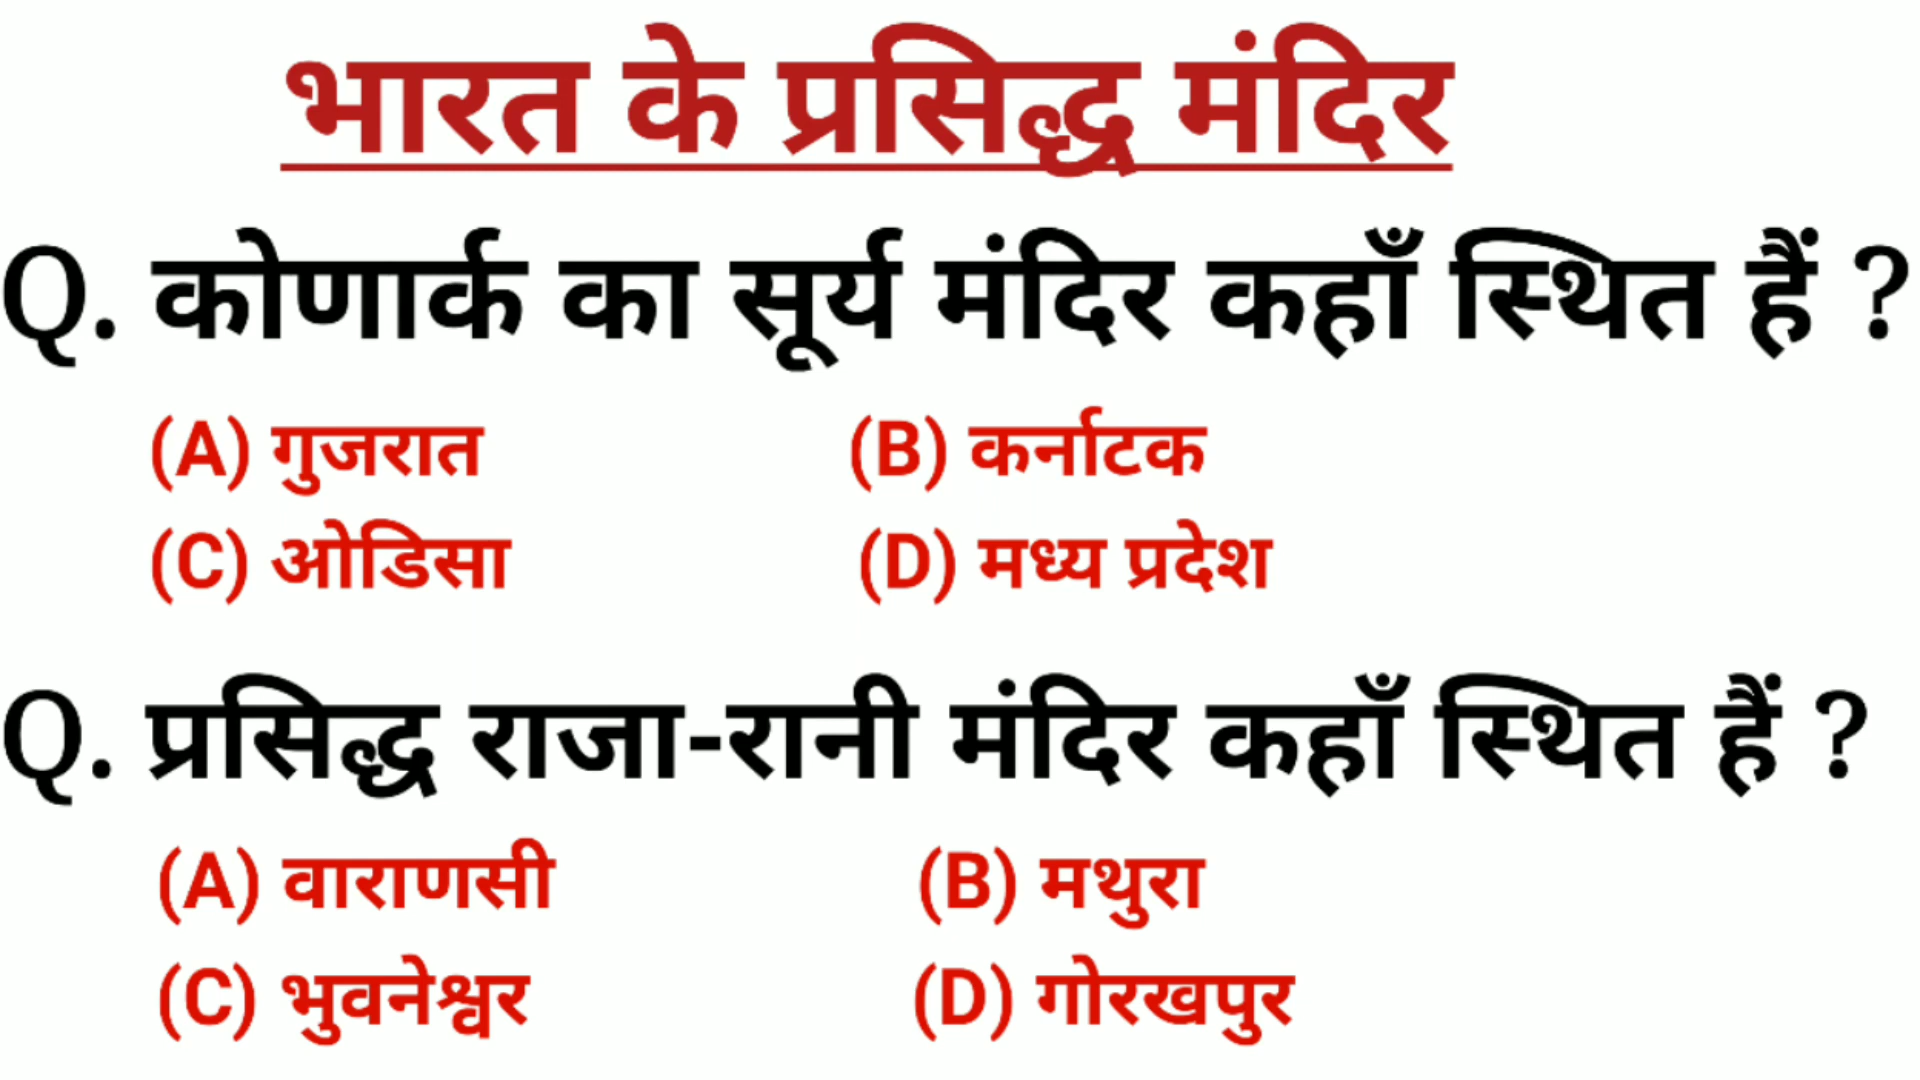 भारत के प्रसिद्ध मंदिर
Q. कोणार्क का सूर्य मंदिर कहाँ स्थित हैं ?
(A) गुजरात (B) कर्नाटक
(C) ओडिसा (D) मध्य प्रदेश
Q. प्रसिद्ध राजा-रानी मंदिर कहाँ स्थित हैं ?
(A) वाराणसी (B) मथुरा
(C) भुवनेश्वर (D) गोरखपुर